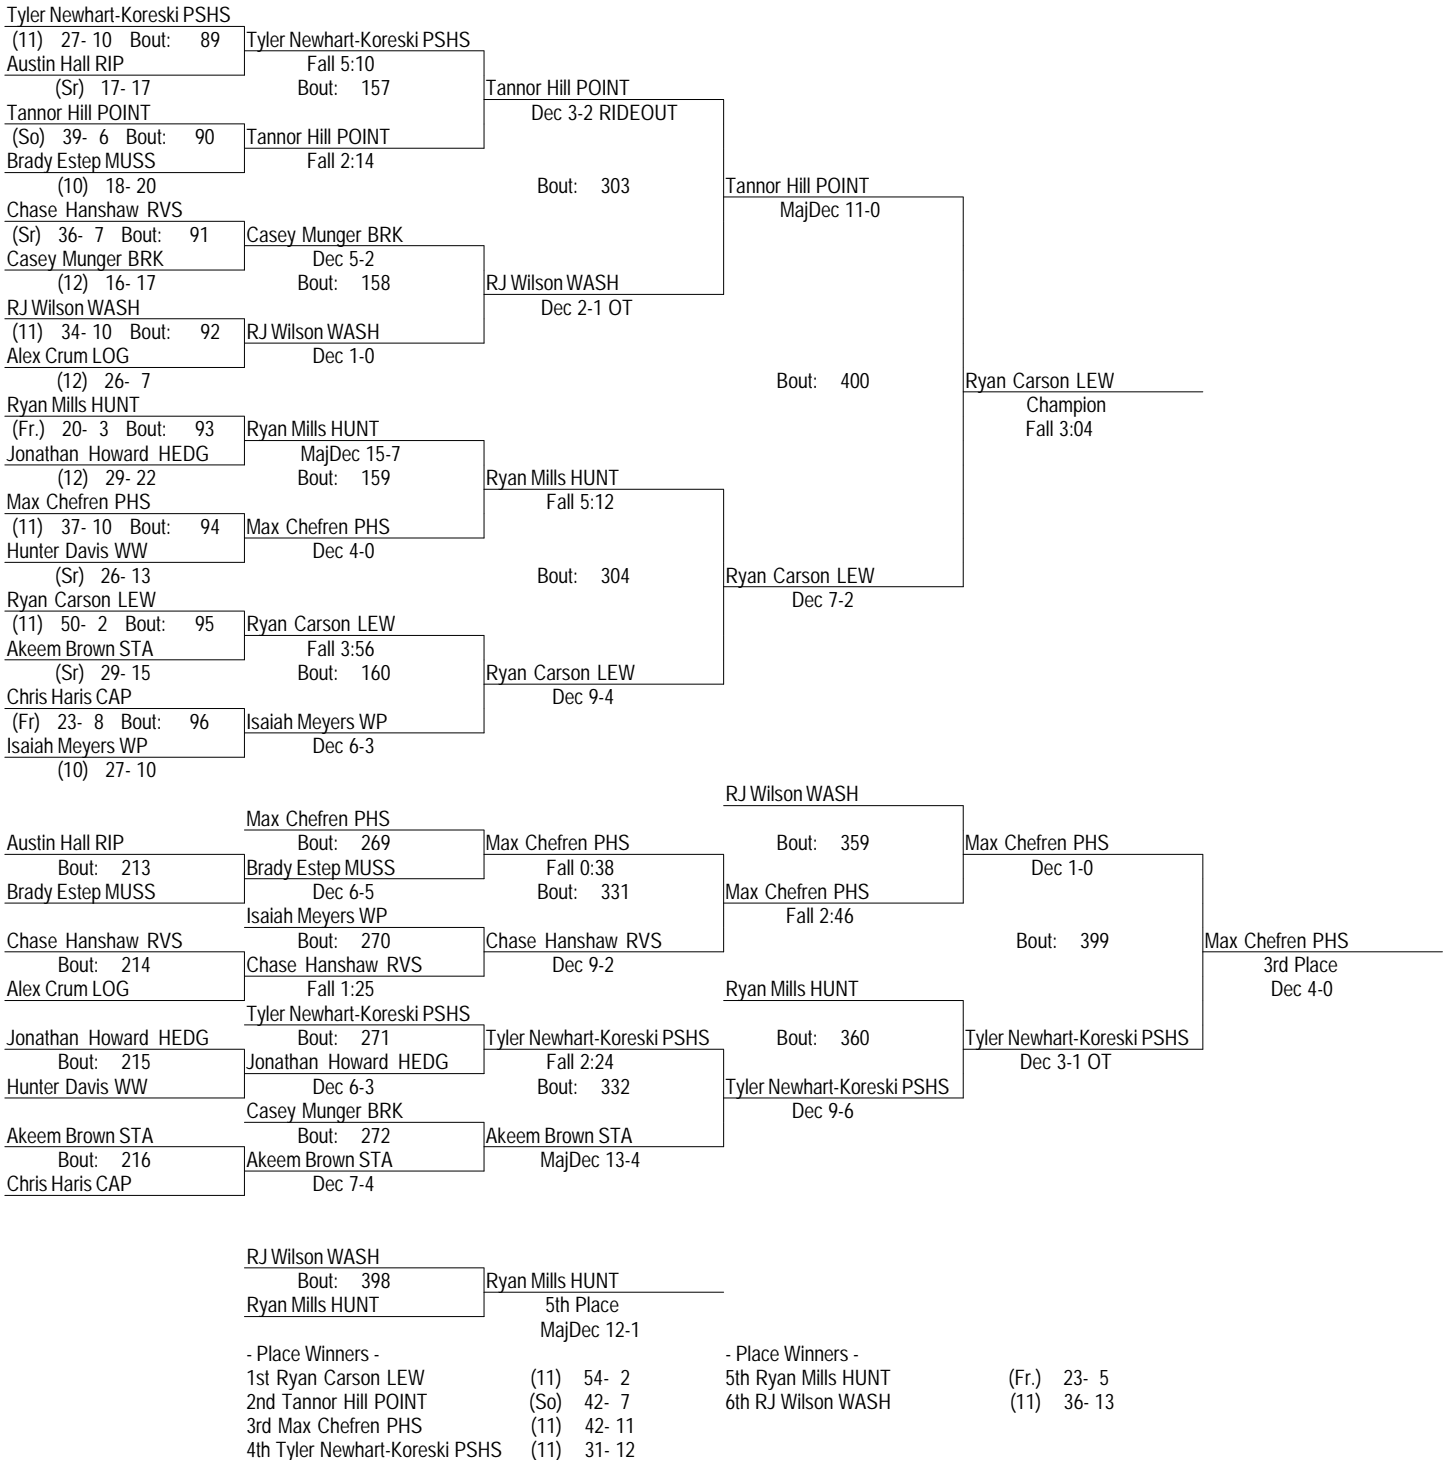 Tyler Newhart-Koreski PSHS
(11) 27- 10 Bout: 89
Tyler Newhart-Koreski PSHS
Austin Hall RIP
Fall 5:10
(Sr) 17- 17
Bout: 157
Tannor Hill POINT
Tannor Hill POINT
Dec 3-2 RIDEOUT
(So) 39- 6 Bout: 90
Tannor Hill POINT
Brady Estep MUSS
Fall 2:14
(10) 18- 20
Bout: 303
Tannor Hill POINT
Chase Hanshaw RVS
MajDec 11-0
(Sr) 36- 7 Bout: 91
Casey Munger BRK
Casey Munger BRK
Dec 5-2
(12) 16- 17
Bout: 158
RJ Wilson WASH
RJ Wilson WASH
Dec 2-1 OT
(11) 34- 10 Bout: 92
RJ Wilson WASH
Alex Crum LOG
Dec 1-0
(12) 26- 7
Bout: 400
Ryan Carson LEW
Ryan Mills HUNT
Champion
(Fr.) 20- 3 Bout: 93
Ryan Mills HUNT
Fall 3:04
Jonathan Howard HEDG
MajDec 15-7
(12) 29- 22
Bout: 159
Ryan Mills HUNT
Max Chefren PHS
Fall 5:12
(11) 37- 10 Bout: 94
Max Chefren PHS
Hunter Davis WW
Dec 4-0
(Sr) 26- 13
Bout: 304
Ryan Carson LEW
Ryan Carson LEW
Dec 7-2
(11) 50- 2 Bout: 95
Ryan Carson LEW
Akeem Brown STA
Fall 3:56
(Sr) 29- 15
Bout: 160
Ryan Carson LEW
Chris Haris CAP
Dec 9-4
(Fr) 23- 8 Bout: 96
Isaiah Meyers WP
Isaiah Meyers WP
Dec 6-3
(10) 27- 10
RJ Wilson WASH
Max Chefren PHS
Austin Hall RIP
Bout: 269
Max Chefren PHS
Bout: 359
Max Chefren PHS
Bout: 213
Brady Estep MUSS
Fall 0:38
Dec 1-0
Brady Estep MUSS
Dec 6-5
Bout: 331
Max Chefren PHS
Isaiah Meyers WP
Fall 2:46
Chase Hanshaw RVS
Bout: 270
Chase Hanshaw RVS
Bout: 399
Max Chefren PHS
Bout: 214
Chase Hanshaw RVS
Dec 9-2
3rd Place
Alex Crum LOG
Fall 1:25
Ryan Mills HUNT
Dec 4-0
Tyler Newhart-Koreski PSHS
Jonathan Howard HEDG
Bout: 271
Tyler Newhart-Koreski PSHS
Bout: 360
Tyler Newhart-Koreski PSHS
Bout: 215
Jonathan Howard HEDG
Fall 2:24
Dec 3-1 OT
Hunter Davis WW
Dec 6-3
Bout: 332
Tyler Newhart-Koreski PSHS
Casey Munger BRK
Dec 9-6
Akeem Brown STA
Bout: 272
Akeem Brown STA
Bout: 216
Akeem Brown STA
MajDec 13-4
Chris Haris CAP
Dec 7-4
RJ Wilson WASH
Bout: 398
Ryan Mills HUNT
Ryan Mills HUNT
5th Place
MajDec 12-1
- Place Winners -
1st Ryan Carson LEW (11) 54- 2
2nd Tannor Hill POINT (So) 42- 7
3rd Max Chefren PHS (11) 42- 11
4th Tyler Newhart-Koreski PSHS (11) 31- 12
- Place Winners -
5th Ryan Mills HUNT (Fr.) 23- 5
6th RJ Wilson WASH (11) 36- 13